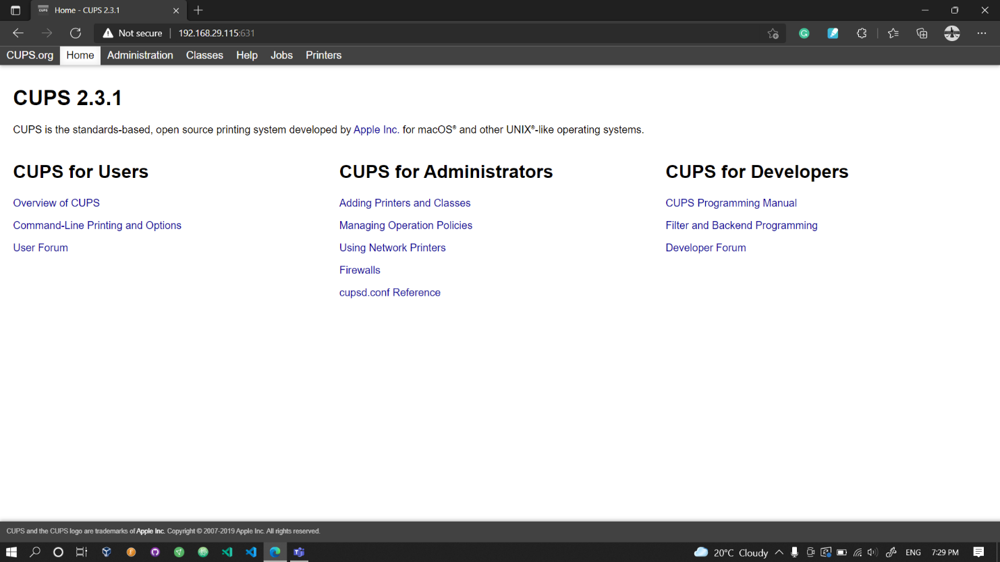 CUPS Home - CUPS 2.3.1
Not secure 192.168.29.115:631
CUPS.org Home Administration Classes Help Jobs Printers
CUPS 2.3.1
CUPS is the standards-based, open source printing system developed by Apple Inc. for macOS® and other UNIX®-like operating systems.
CUPS for Users
Overview of CUPS
Command-Line Printing and Options
User Forum
CUPS for Administrators
Adding Printers and Classes
Managing Operation Policies
Using Network Printers
Firewalls
cupsd.conf Reference
CUPS for Developers
CUPS Programming Manual
Filter and Backend Programming
Developer Forum
CUPS and the CUPS logo are trademarks of Apple Inc. Copyright © 2007-2019 Apple Inc. All rights reserved.
20°C Cloudy ENG 7:29 PM